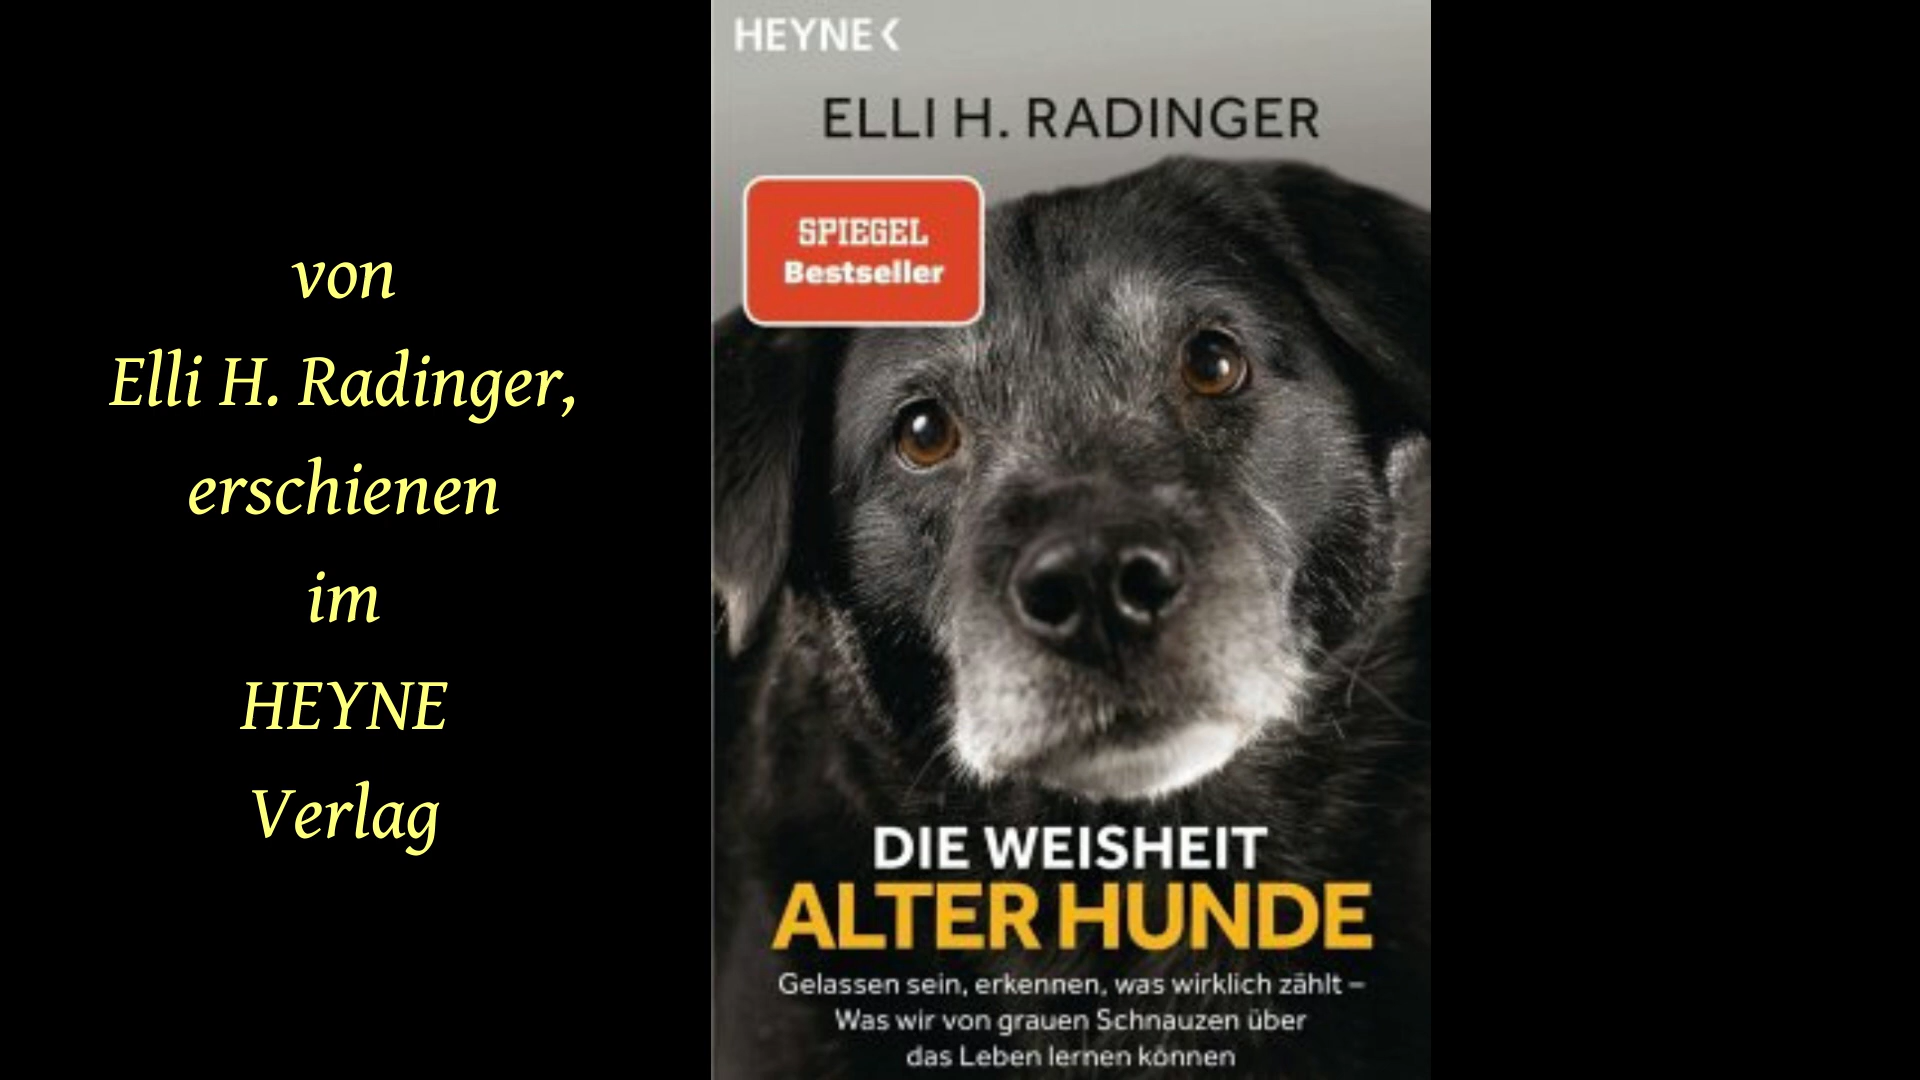 von
Elli H. Radinger,
erschienen
im
HEYNE
Verlag
HEYNE
ELLI H. RADINGER
SPIEGEL
Bestseller
DIE WEISHEIT
ALTER HUNDE
Gelassen sein, erkennen, was wirklich zählt –
Was wir von grauen Schnauzen über
das Leben lernen können